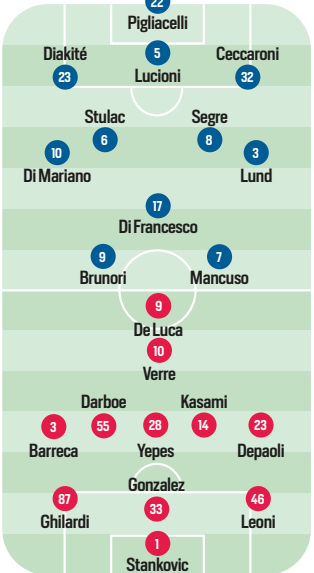 22
Pigliacelli
Diakité 5 Ceccaroni
23 Lucioni 32
Stulac Segre
6 8
10 3
Di Mariano Lund
17
Di Francesco
9 7
Brunori Mancuso
9
De Luca
10
Verre
Darboe Kasami
3 55 28 14 23
Barreca Yepes Depaoli
Gonzalez
87 33 46
Ghilardi Leoni
1
Stankovic